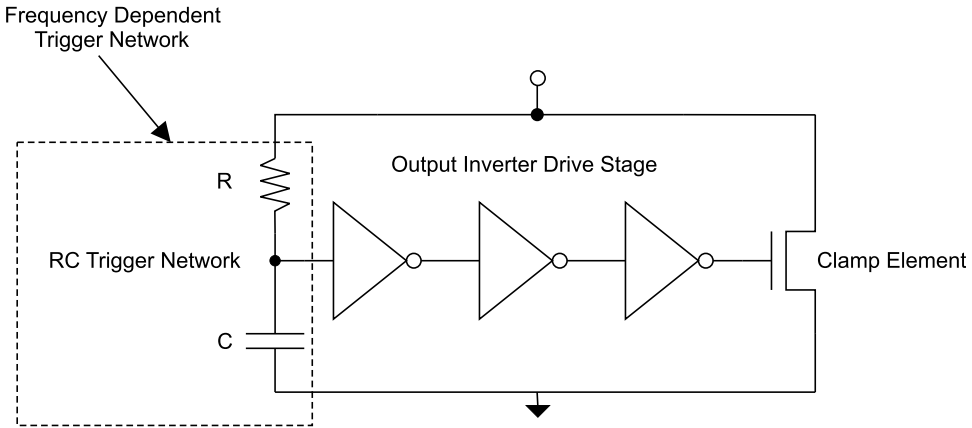 Frequency Dependent
Trigger Network
Output Inverter Drive Stage
R
RC Trigger Network
Clamp Element
C